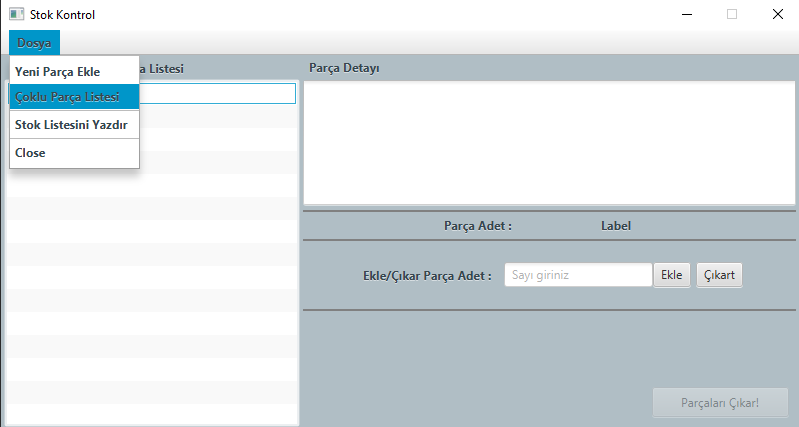 Stok Kontrol
Dosya
Yeni Parça Ekle
Çoklu Parça Listesi
Stok Listesini Yazdır
Close
Listesi
Parça Detayı
Parça Adet : Label
Ekle/Çıkar Parça Adet : Sayı giriniz Ekle Çıkart
Parçaları Çıkar!